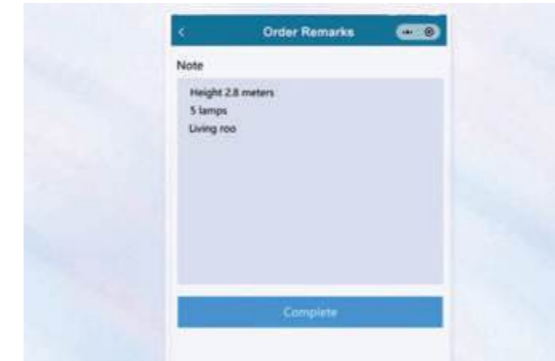 Order Remarks
Note
Height 2.8 meters
5 lamps
Living roo
Complete